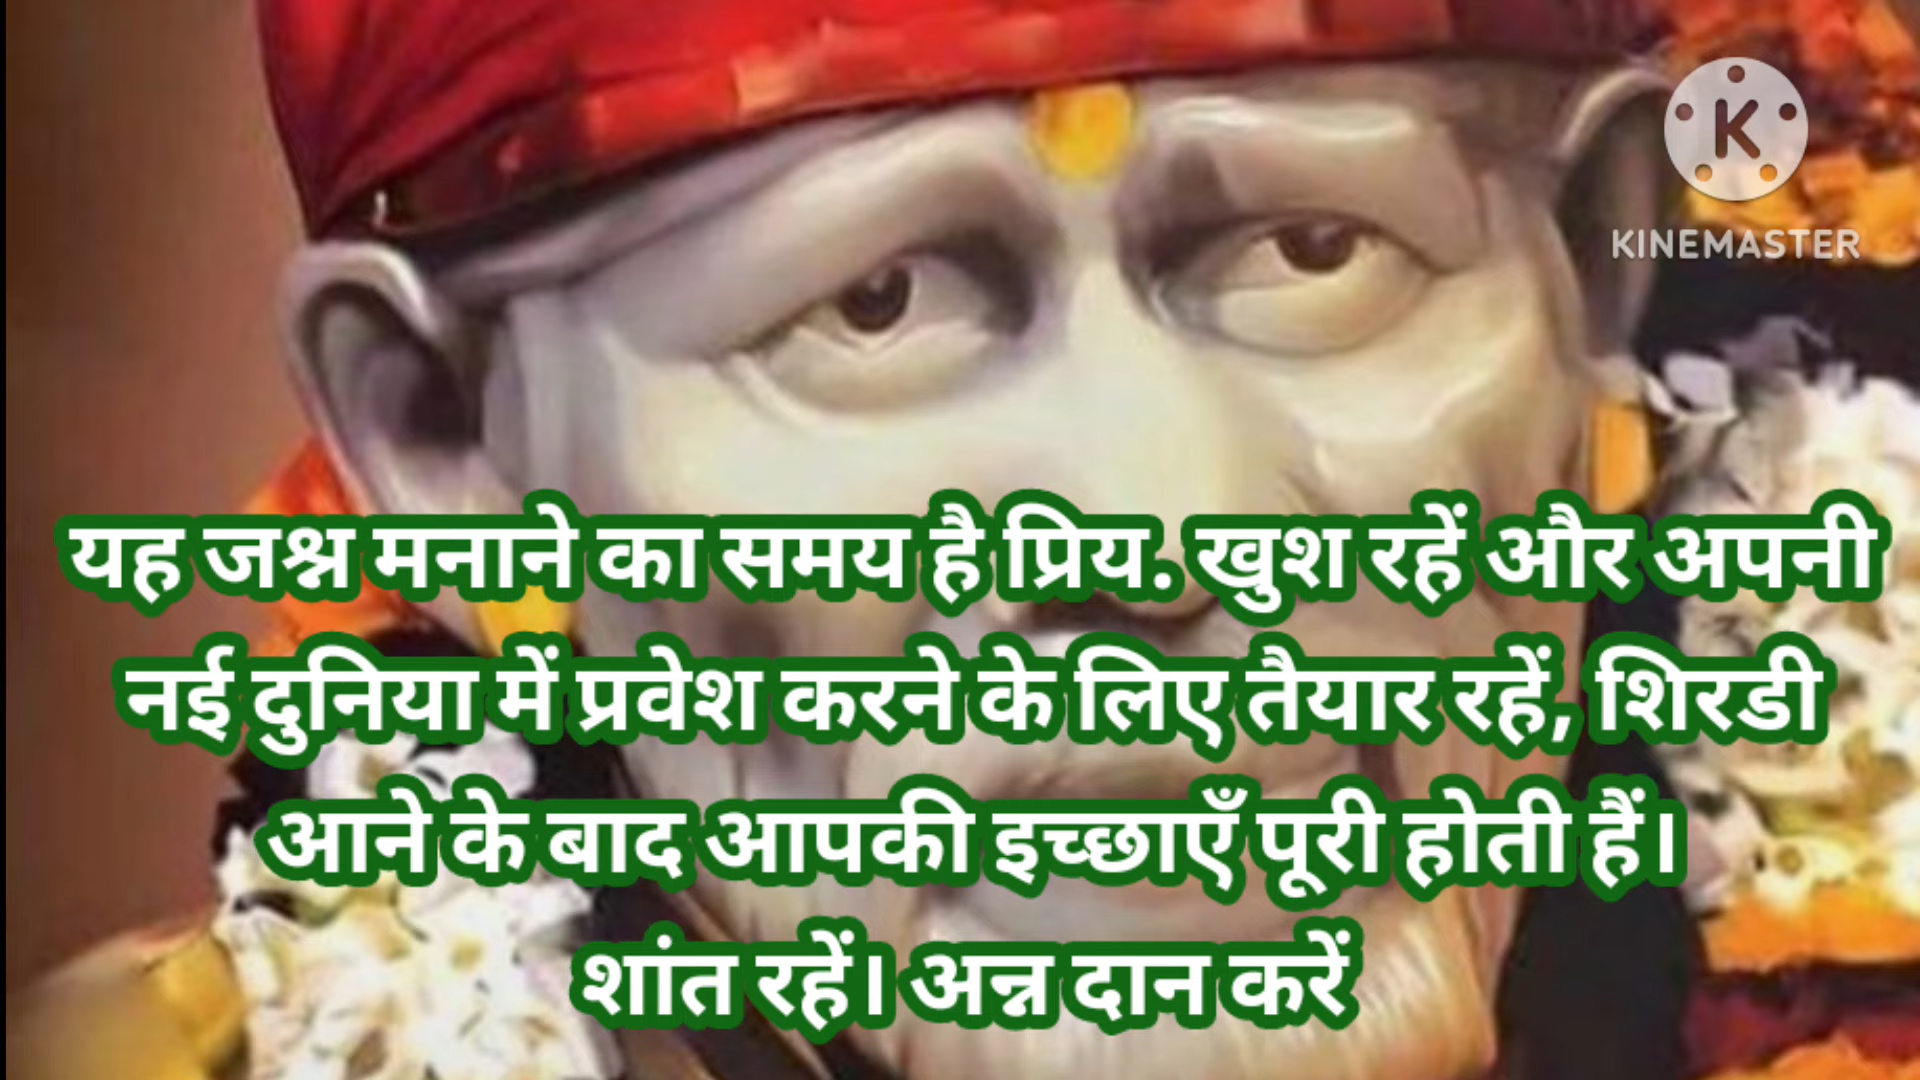 K
KINEMASTER
यह जश्न मनाने का समय है प्रिय. खुश रहें और अपनी
नई दुनिया में प्रवेश करने के लिए तैयार रहें, शिरडी
आने के बाद आपकी इच्छाएँ पूरी होती हैं।
शांत रहें। अन्न दान करें